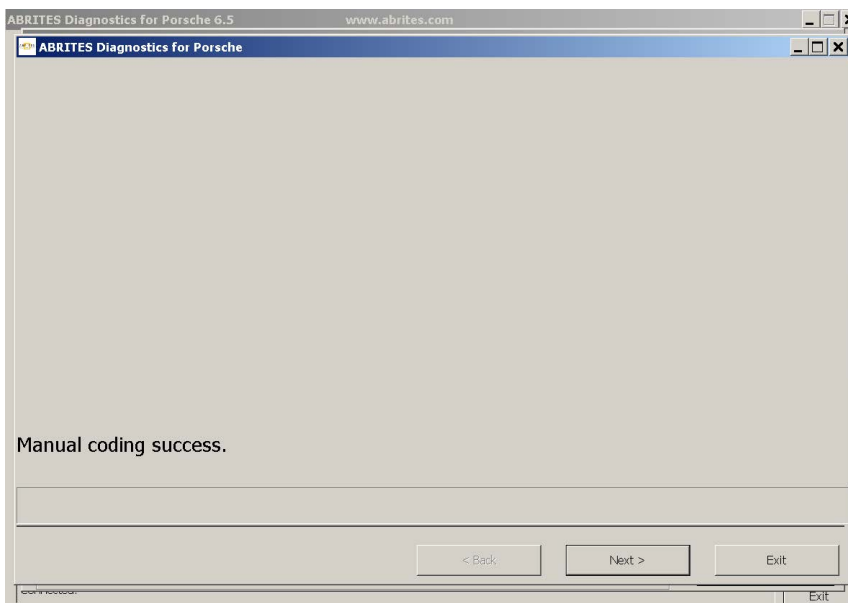 ABRITES Diagnostics for Porsche 6.5 www.abrites.com
ABRITES Diagnostics for Porsche
Manual coding success.
< Back
Next >
Exit
Exit